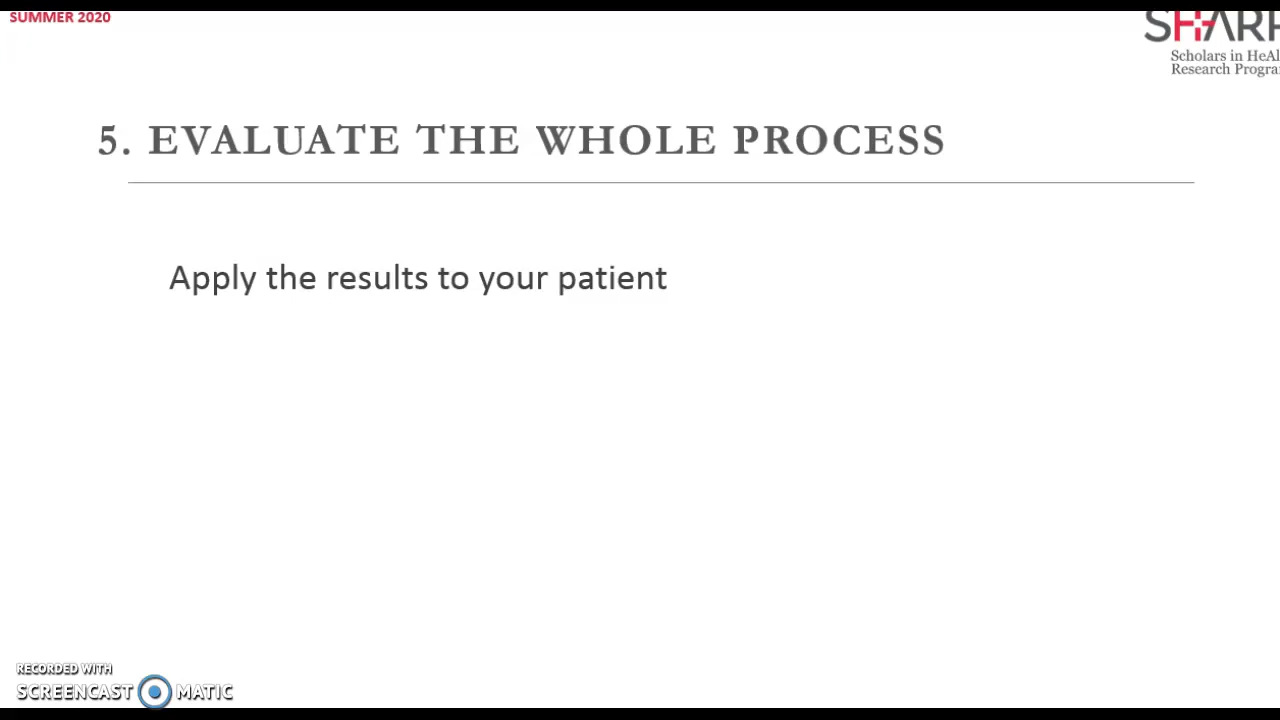 SUMMER 2020
SHARP
Scholars in HeAl
Research Progra
5. EVALUATE THE WHOLE PROCESS
Apply the results to your patient
RECORDED WITH
SCREENCAST MATIC